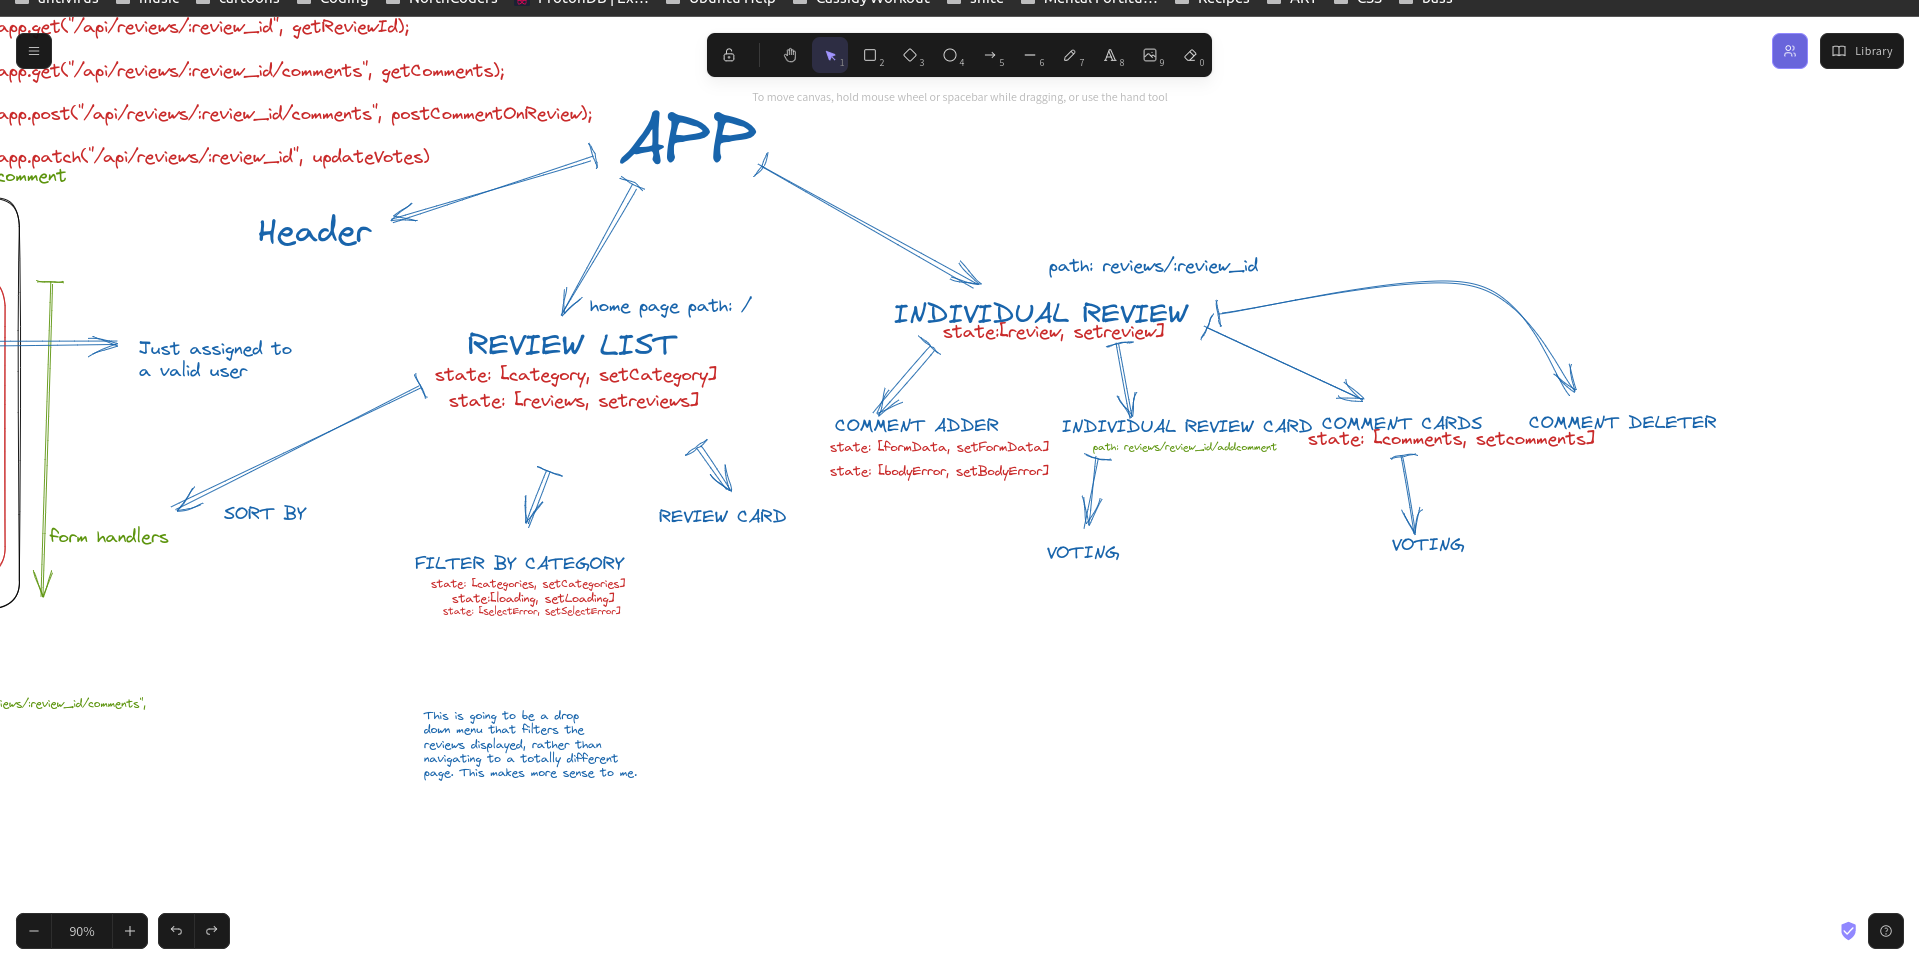 antivirus music cartoons Coding NorthCoders ProtonDB | Ex… Ubuntu Help CassidyWorkout shite Mental Fortitu… Recipes ART CSS Bass
app.get("/api/reviews/:review_id", getReviewId);
app.get("/api/reviews/:review_id/comments", getComments);
app.post("/api/reviews/:review_id/comments", postCommentOnReview);
app.patch("/api/reviews/:review_id", updateVotes)
comment
1 2 3 4 5 6 7 8 9 0
Library
To move canvas, hold mouse wheel or spacebar while dragging, or use the hand tool
APP
Header
home page path: /
path: reviews/:review_id
Just assigned to
a valid user
REVIEW LIST
state: [category, setCategory]
state: [reviews, setreviews]
INDIVIDUAL REVIEW
state:[review, setreview]
COMMENT ADDER
state: [formData, setFormData]
state: [bodyError, setBodyError]
INDIVIDUAL REVIEW CARD
path: reviews/review_id/addcomment
COMMENT CARDS
state: [comments, setcomments]
COMMENT DELETER
SORT BY
form handlers
REVIEW CARD
VOTING
VOTING
FILTER BY CATEGORY
state: [categories, setCategories]
state:[loading, setLoading]
state: [selectError, setSelectError]
iews/:review_id/comments",
This is going to be a drop
down menu that filters the
reviews displayed, rather than
navigating to a totally different
page. This makes more sense to me.
90%